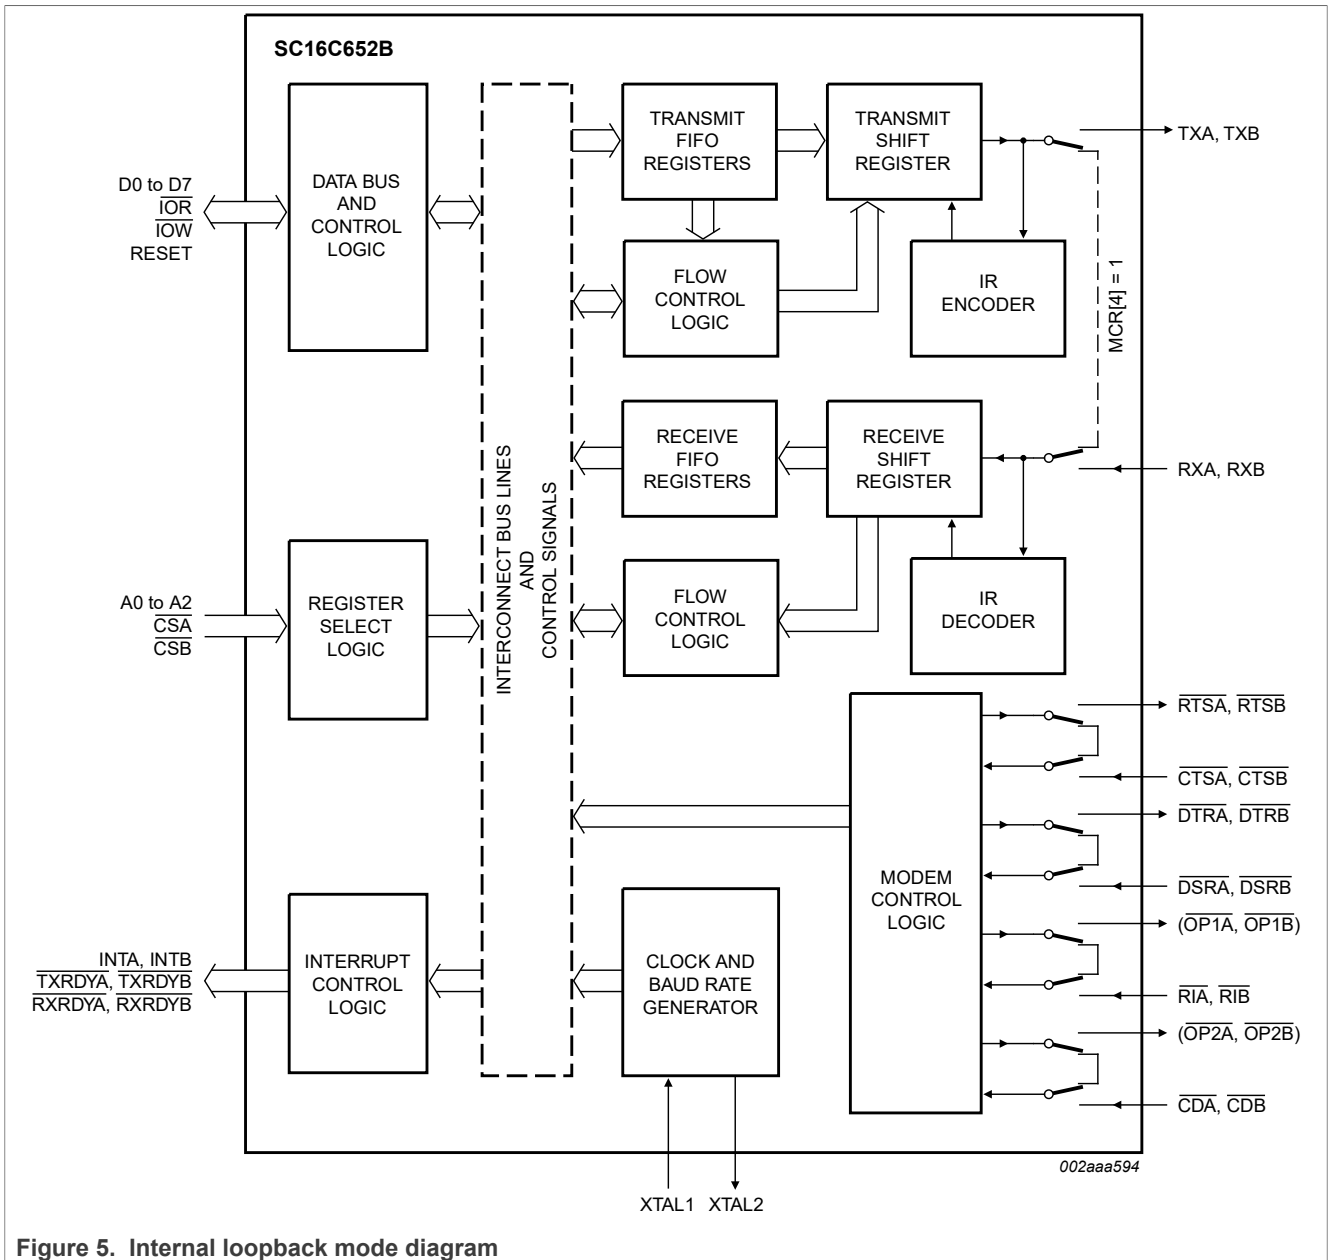 SC16C652B
D0 to D7
IOR
IOW
RESET
DATA BUS
AND
CONTROL
LOGIC
A0 to A2
CSA
CSB
REGISTER
SELECT
LOGIC
INTA, INTB
TXRDYA, TXRDYB
RXRDYA, RXRDYB
INTERRUPT
CONTROL
LOGIC
INTERCONNECT BUS LINES
AND
CONTROL SIGNALS
TRANSMIT
FIFO
REGISTERS
TRANSMIT
SHIFT
REGISTER
TXA, TXB
FLOW
CONTROL
LOGIC
IR
ENCODER
MCR[4] = 1
RECEIVE
FIFO
REGISTERS
RECEIVE
SHIFT
REGISTER
RXA, RXB
FLOW
CONTROL
LOGIC
IR
DECODER
MODEM
CONTROL
LOGIC
RTSA, RTSB
CTSA, CTSB
DTRA, DTRB
DSRA, DSRB
(OP1A, OP1B)
RIA, RIB
(OP2A, OP2B)
CDA, CDB
CLOCK AND
BAUD RATE
GENERATOR
XTAL1 XTAL2
002aaa594
Figure 5. Internal loopback mode diagram